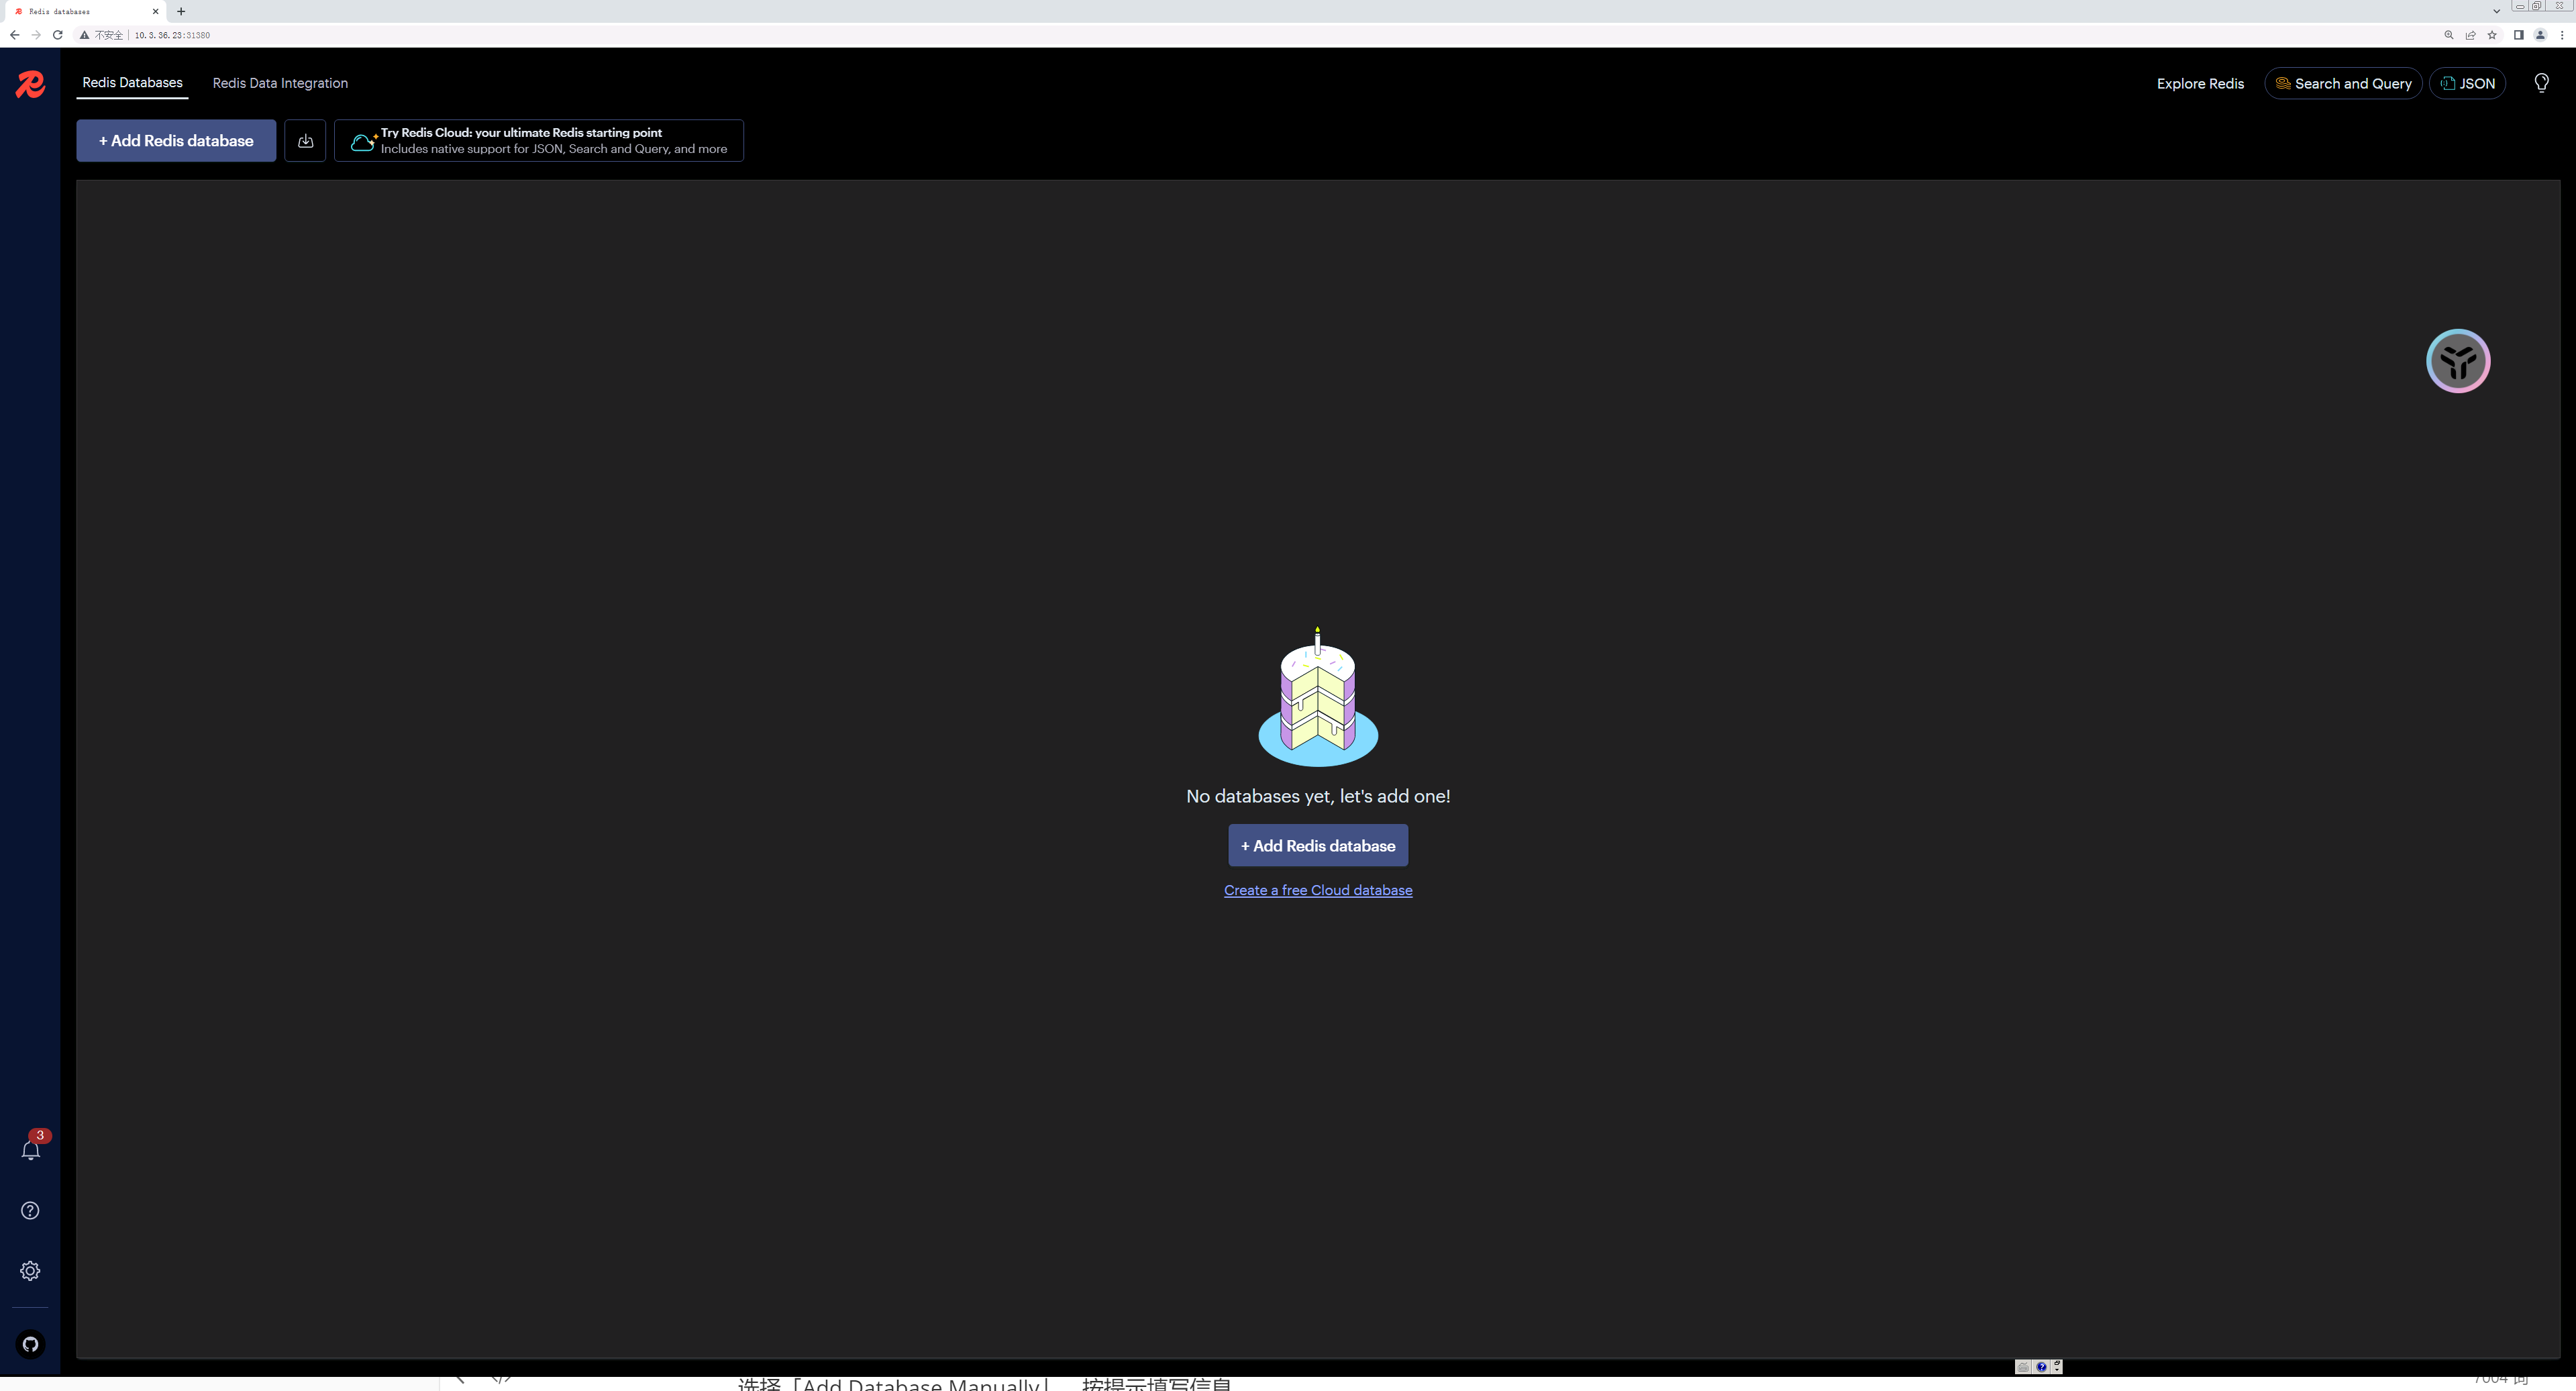 Redis databases
不安全 10.3.36.23:31380
Redis Databases
Redis Data Integration
Explore Redis
Search and Query
JSON
+ Add Redis database
Try Redis Cloud: your ultimate Redis starting point
Includes native support for JSON, Search and Query, and more
No databases yet, let's add one!
+ Add Redis database
Create a free Cloud database
3
选择「Add Database Manually」 按提示填写信息
7004 问